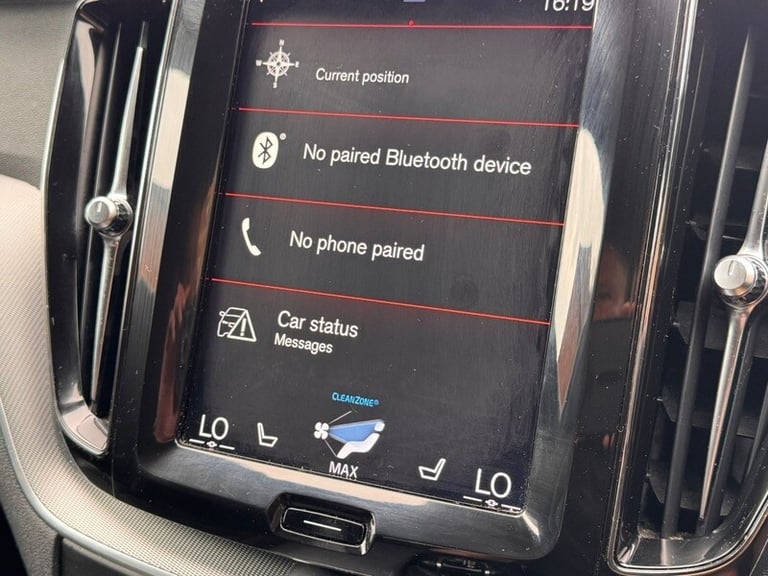 16:19
Current position
No paired Bluetooth device
No phone paired
Car status
Messages
CLEANZONE
LO
MAX
LO